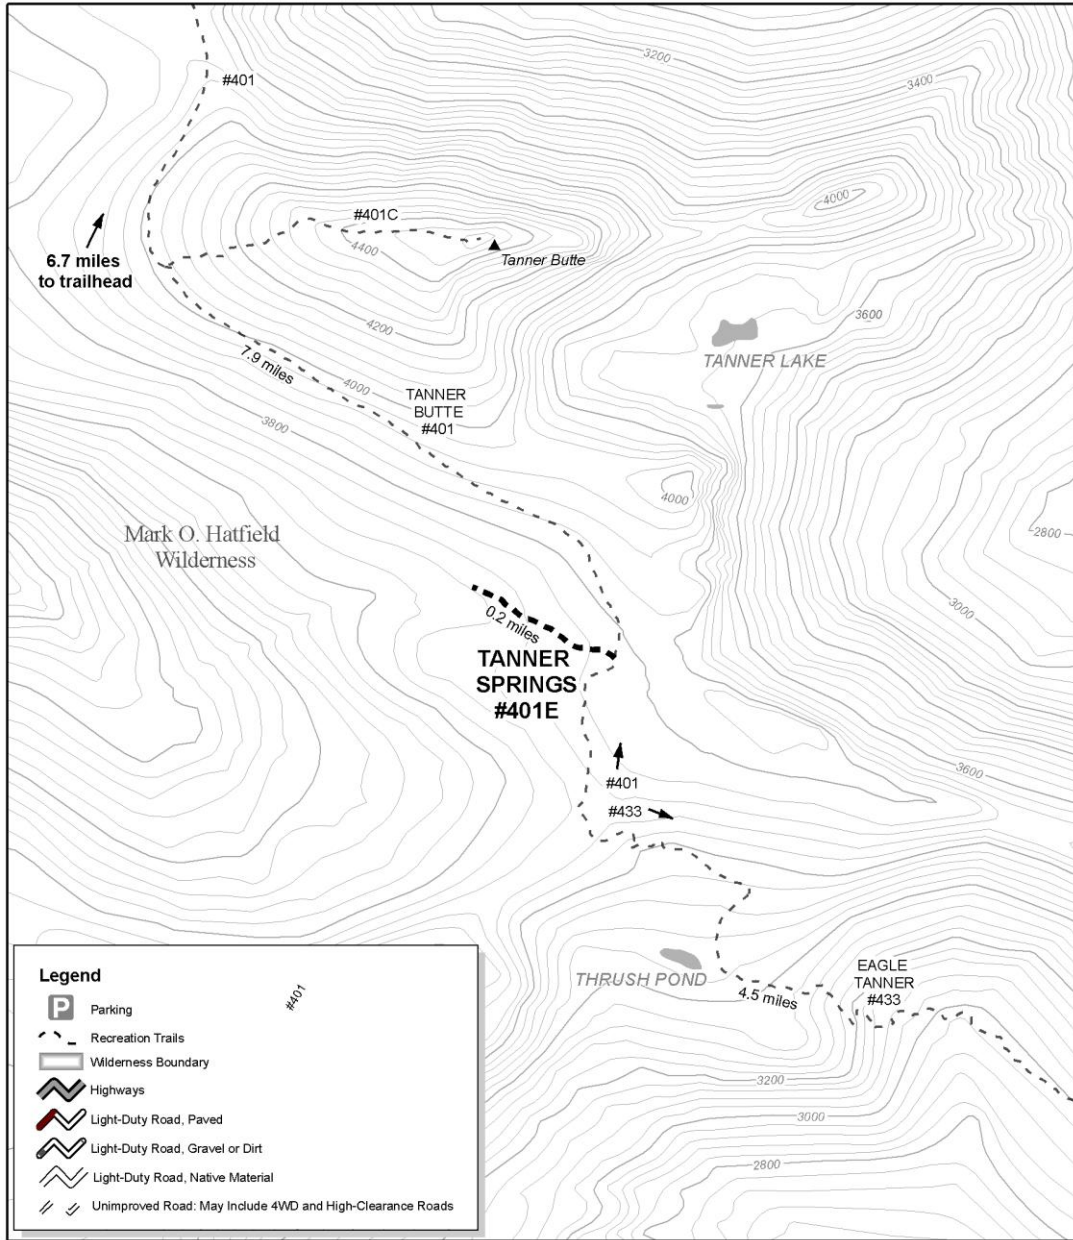 3200
3400
#401
4000
#401C
4400
Tanner Butte
6.7 miles
to trailhead
4200
3600
TANNER LAKE
7.9 miles
4000
TANNER
BUTTE
#401
3800
4000
2800
Mark O. Hatfield
Wilderness
3000
0.2 miles
TANNER
SPRINGS
#401E
3600
#401
#433
THRUSH POND
4.5 miles
EAGLE
TANNER
#433
3200
3000
2800
Legend
P
Parking
#401
Recreation Trails
Wilderness Boundary
Highways
Light-Duty Road, Paved
Light-Duty Road, Gravel or Dirt
Light-Duty Road, Native Material
Unimproved Road: May Include 4WD and High-Clearance Roads